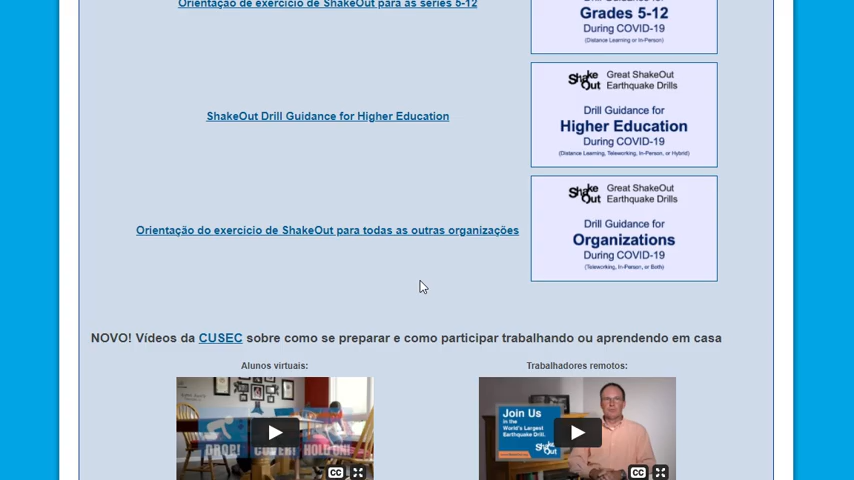 Orientação de exercício de ShakeOut para as séries 5-12
Drill Guidance for
Grades 5-12
During COVID-19
(Distance Learning or In-Person)
ShakeOut Drill Guidance for Higher Education
Shake Out
Great ShakeOut
Earthquake Drills
Drill Guidance for
Higher Education
During COVID-19
(Distance Learning, Teleworking, In-Person, or Hybrid)
Orientação do exercício de ShakeOut para todas as outras organizações
Shake Out
Great ShakeOut
Earthquake Drills
Drill Guidance for
Organizations
During COVID-19
(Teleworking, In-Person, or Both)
NOVO! Vídeos da CUSEC sobre como se preparar e como participar trabalhando ou aprendendo em casa
Alunos virtuais:
Trabalhadores remotos:
DROP! COVER! HOLD ON!
CC
Join Us
in the
World's Largest
Earthquake Drill.
Shake Out
CC